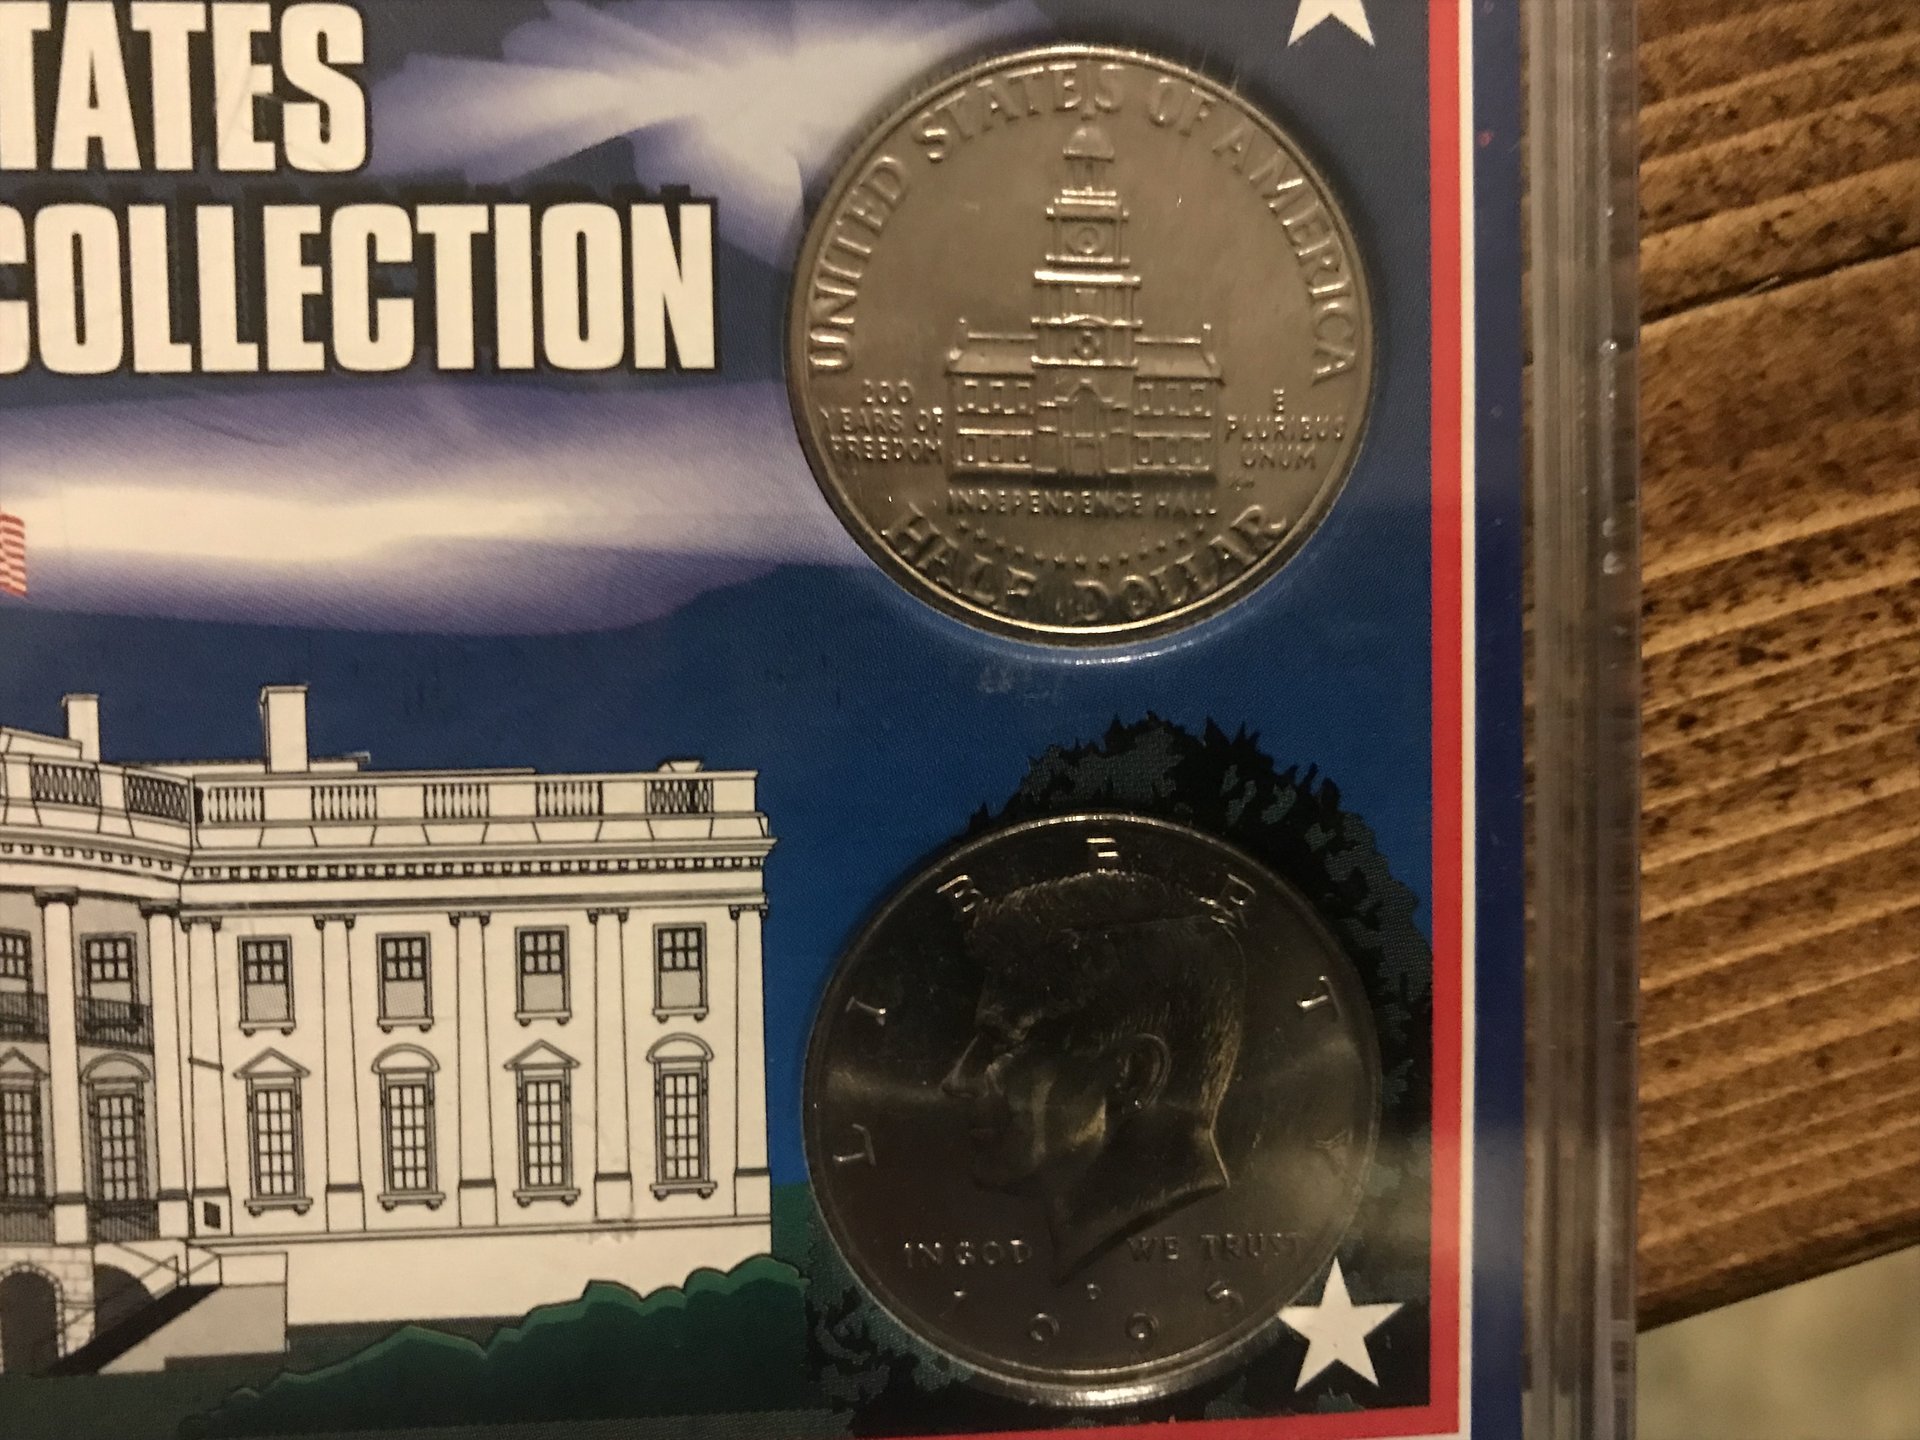 TATES
COLLECTION
UNITED STATES OF AMERICA
200
YEARS OF
FREEDOM
E
PLURIBUS
UNUM
INDEPENDENCE HALL
HALF DOLLAR
LIBERTY
IN GOD WE TRUST
1995